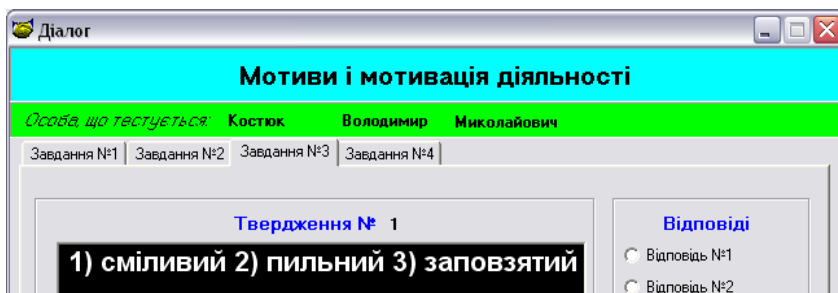 Діалог
Мотиви і мотивація діяльності
Особа, що тестується: Костюк Володимир Миколайович
Завдання №1 Завдання №2 Завдання №3 Завдання №4
Твердження № 1
Відповіді
1) сміливий 2) пильний 3) заповзятий
Відповідь №1
Відповідь №2